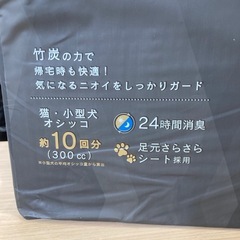 竹炭の力で
帰宅時も快適！
気になるニオイをしっかりガード
猫・小型犬
オシッコ
約10回分
(300cc)
24時間消臭
足元さらさら
シート採用